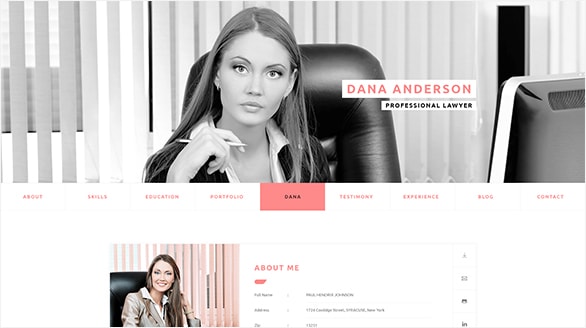 DANA ANDERSON
PROFESSIONAL LAWYER
ABOUT SKILLS EDUCATION PORTFOLIO DANA TESTIMONY EXPERIENCE BLOG CONTACT
ABOUT ME
Full Name : PAUL HENDRIX JOHNSON
Address : 1724 Coolidge Street, SYRACUSE, New York
Zip : 13211
in